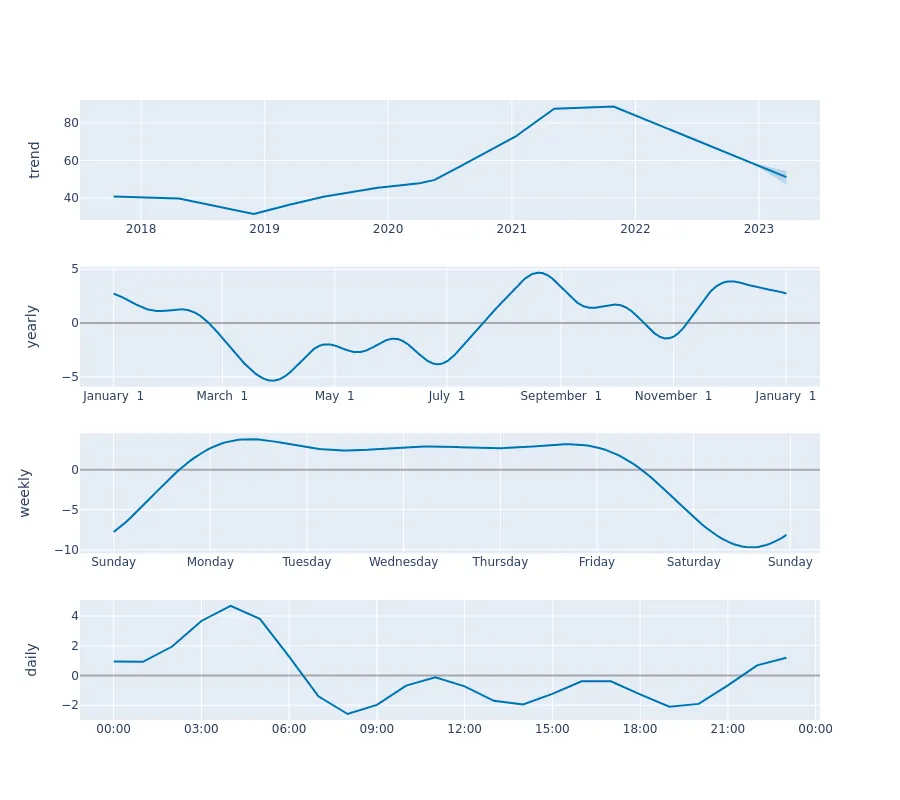 trend
80
60
40
2018 2019 2020 2021 2022 2023
yearly
5
0
−5
January 1 March 1 May 1 July 1 September 1 November 1 January 1
weekly
0
−5
−10
Sunday Monday Tuesday Wednesday Thursday Friday Saturday Sunday
daily
4
2
0
−2
00:00 03:00 06:00 09:00 12:00 15:00 18:00 21:00 00:00